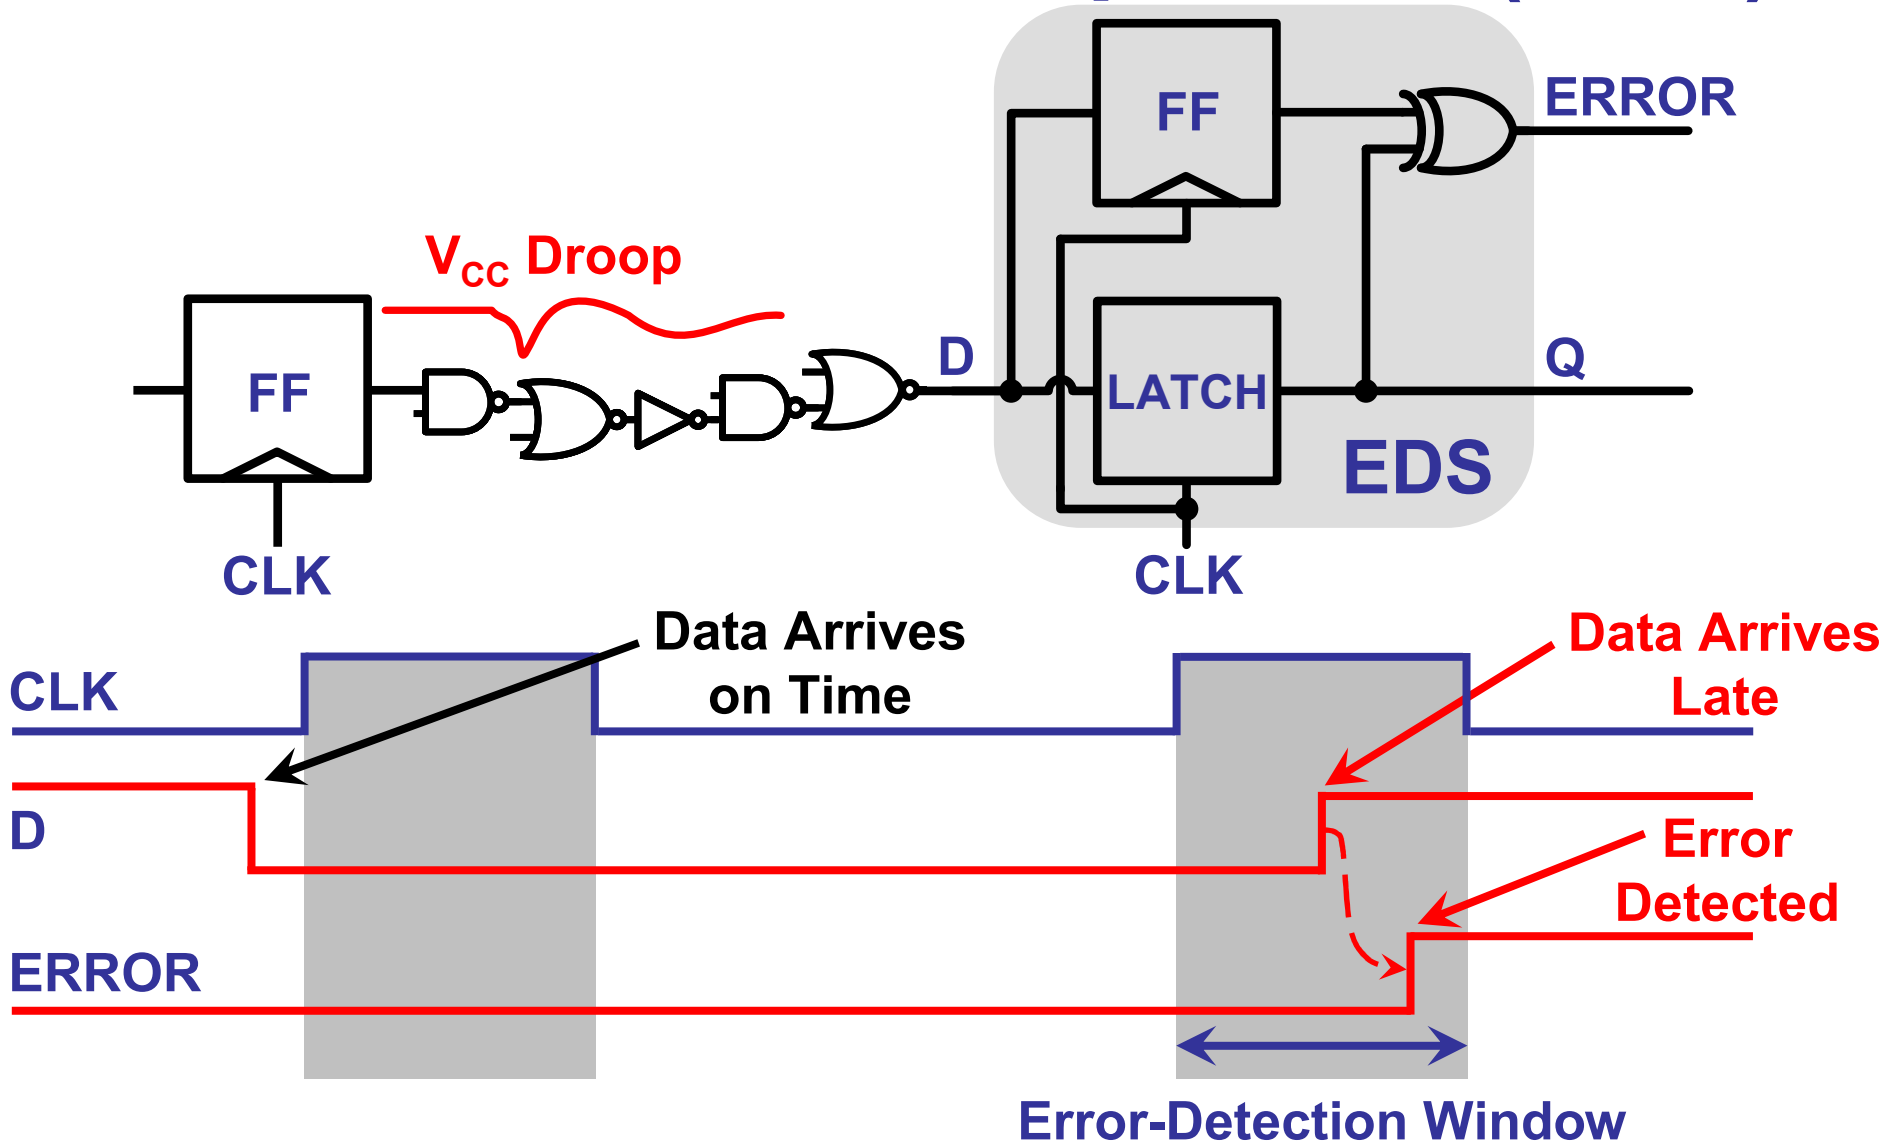 FF
ERROR
V_CC Droop
FF
D
LATCH
Q
EDS
CLK
CLK
Data Arrives
on Time
Data Arrives
Late
CLK
D
Error
Detected
ERROR
Error-Detection Window